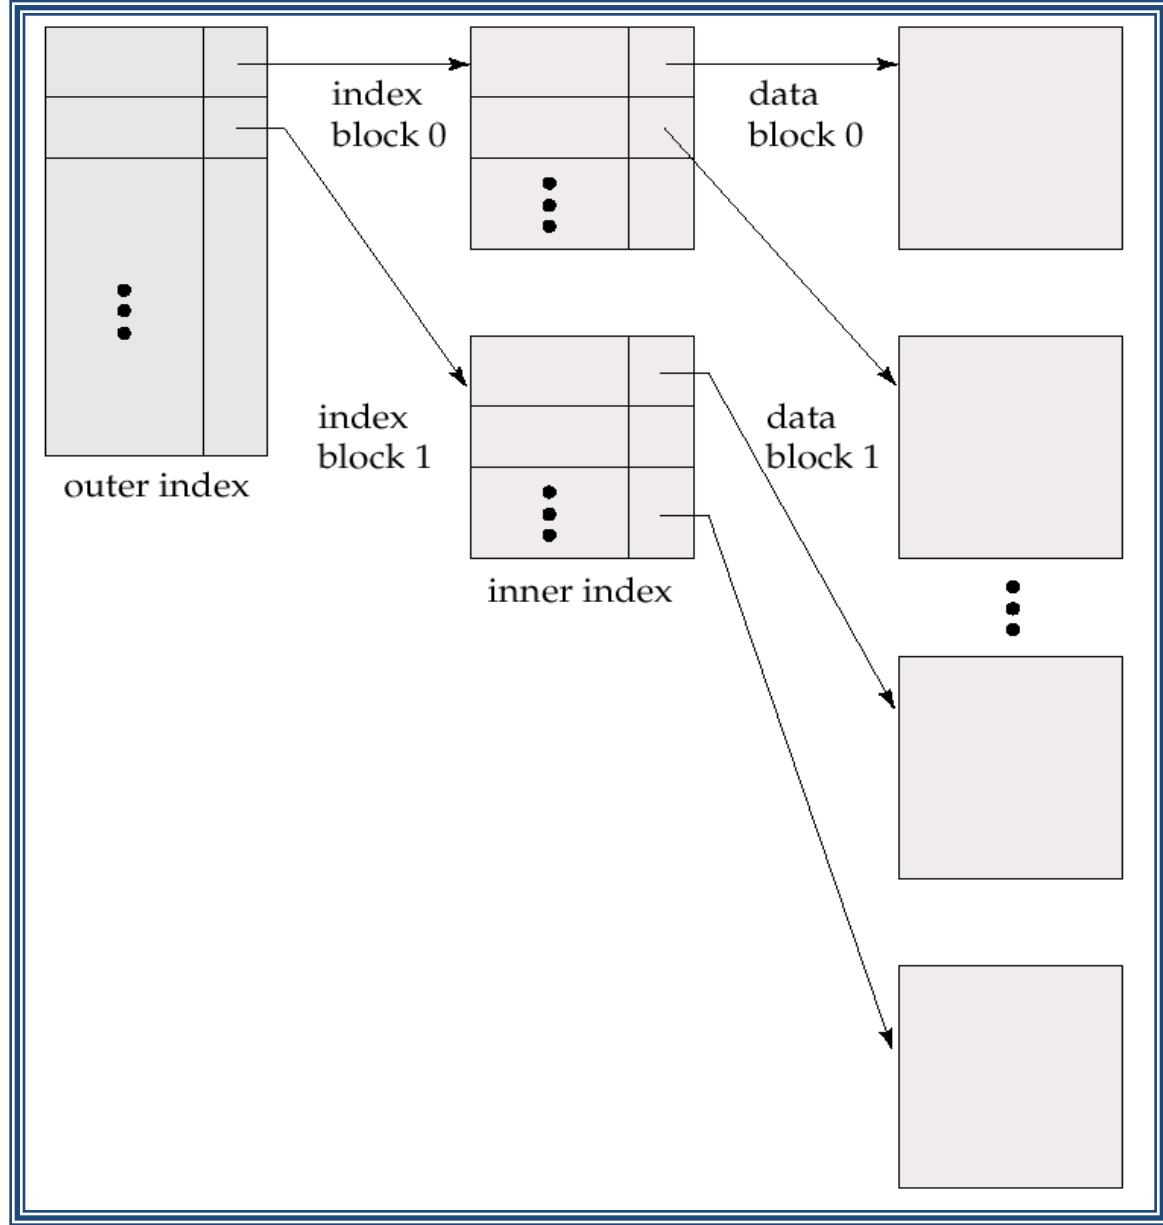 index
block 0
data
block 0
index
block 1
data
block 1
outer index
inner index